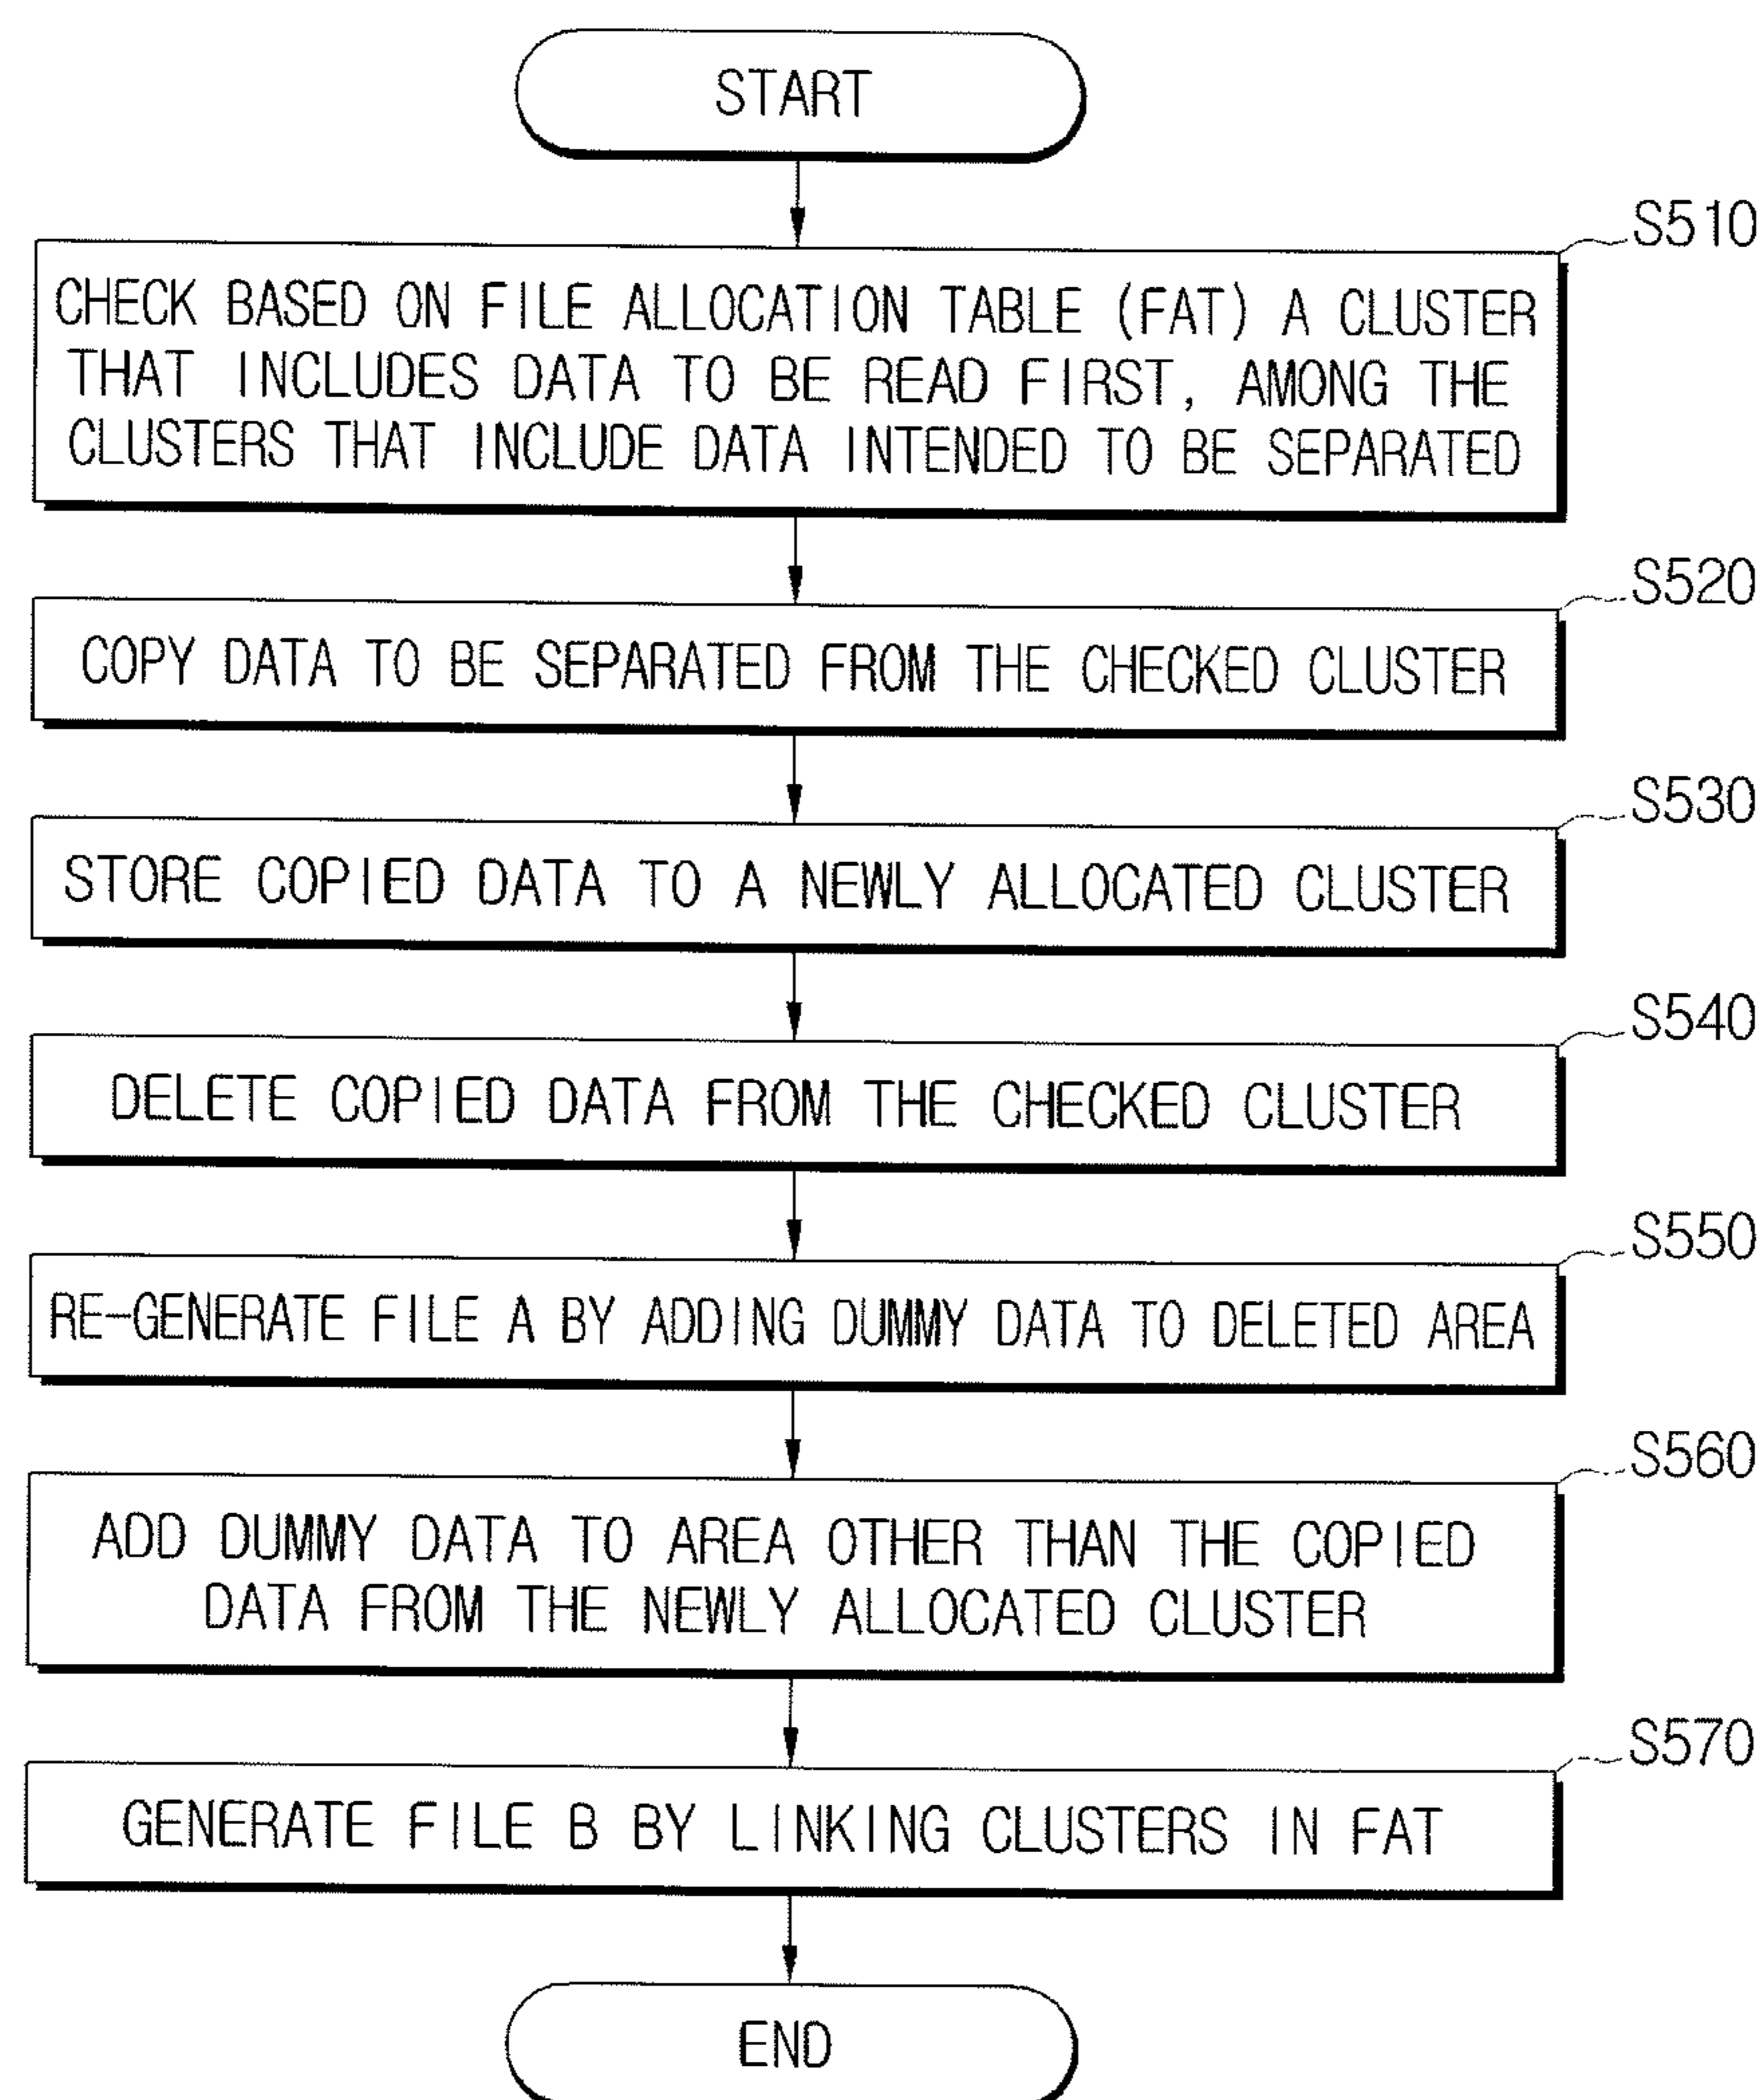 START
S510
CHECK BASED ON FILE ALLOCATION TABLE (FAT) A CLUSTER
THAT INCLUDES DATA TO BE READ FIRST, AMONG THE
CLUSTERS THAT INCLUDE DATA INTENDED TO BE SEPARATED
S520
COPY DATA TO BE SEPARATED FROM THE CHECKED CLUSTER
S530
STORE COPIED DATA TO A NEWLY ALLOCATED CLUSTER
S540
DELETE COPIED DATA FROM THE CHECKED CLUSTER
S550
RE-GENERATE FILE A BY ADDING DUMMY DATA TO DELETED AREA
S560
ADD DUMMY DATA TO AREA OTHER THAN THE COPIED
DATA FROM THE NEWLY ALLOCATED CLUSTER
S570
GENERATE FILE B BY LINKING CLUSTERS IN FAT
END